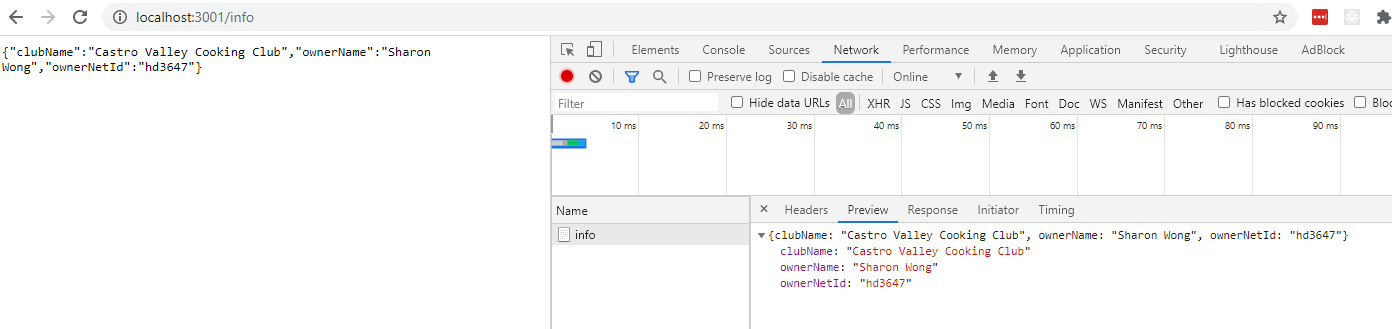 localhost:3001/info
{"clubName":"Castro Valley Cooking Club","ownerName":"Sharon
Wong","ownerNetId":"hd3647"}
Elements Console Sources Network Performance Memory Application Security Lighthouse AdBlock
Preserve log Disable cache Online
Filter Hide data URLs All XHR JS CSS Img Media Font Doc WS Manifest Other Has blocked cookies Bloc
10 ms 20 ms 30 ms 40 ms 50 ms 60 ms 70 ms 80 ms 90 ms
Name
info
× Headers Preview Response Initiator Timing
{clubName: "Castro Valley Cooking Club", ownerName: "Sharon Wong", ownerNetId: "hd3647"}
clubName: "Castro Valley Cooking Club"
ownerName: "Sharon Wong"
ownerNetId: "hd3647"